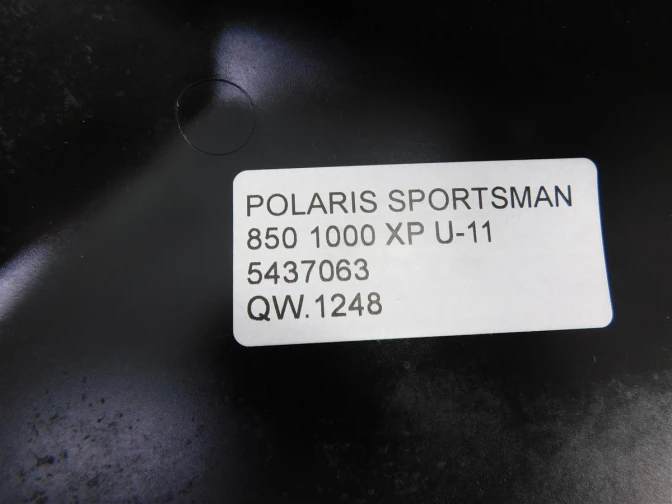 POLARIS SPORTSMAN
850 1000 XP U-11
5437063
QW.1248